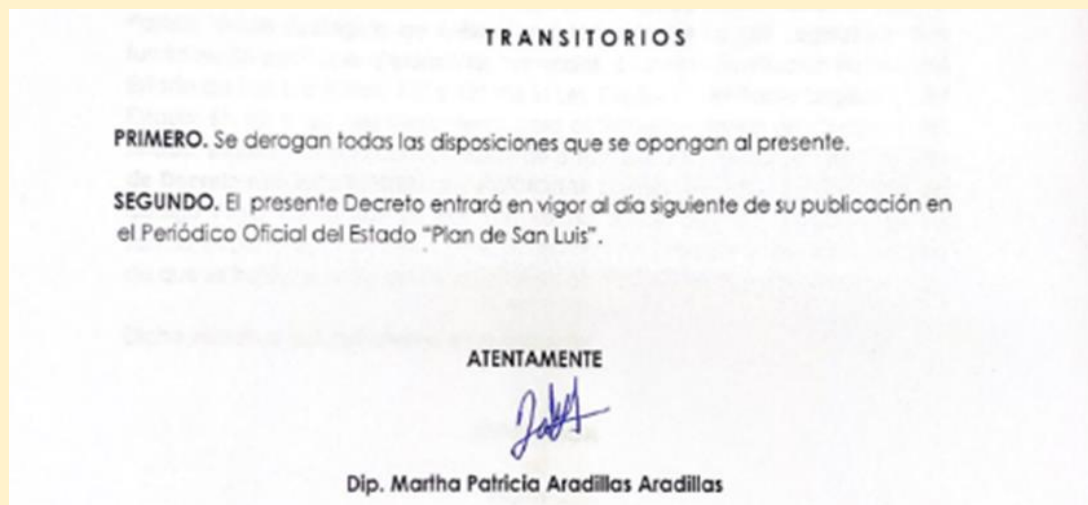 TRANSITORIOS
PRIMERO. Se derogan todas las disposiciones que se opongan al presente.
SEGUNDO. El presente Decreto entrará en vigor al día siguiente de su publicación en
el Periódico Oficial del Estado "Plan de San Luis".
ATENTAMENTE
Dip. Martha Patricia Aradillas Aradillas